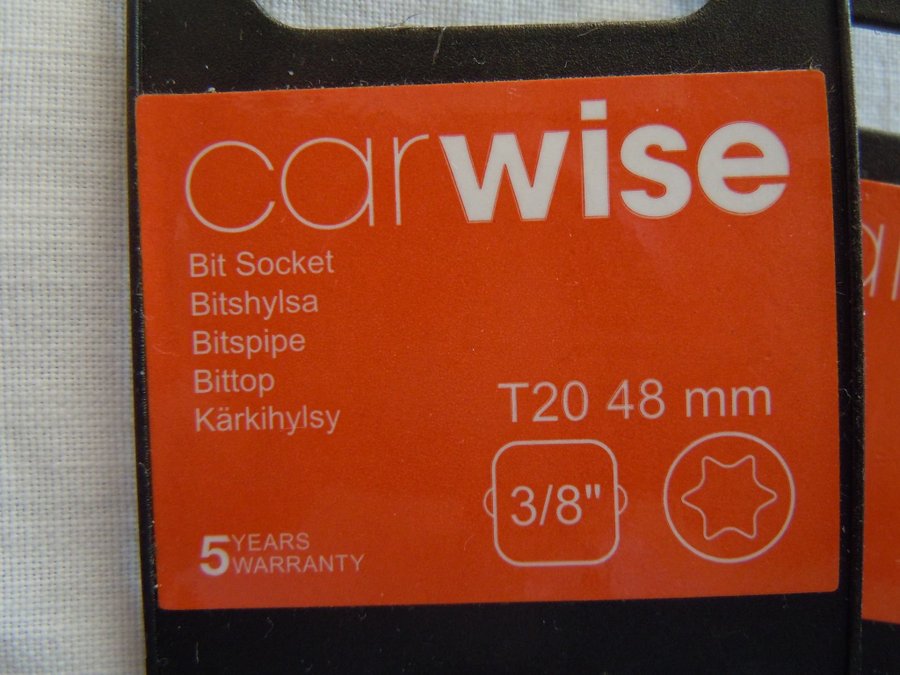 carwise
Bit Socket
Bitshylsa
Bitspipe
Bittop
Kärkihylsy
T20 48 mm
3/8"
5 YEARS
WARRANTY